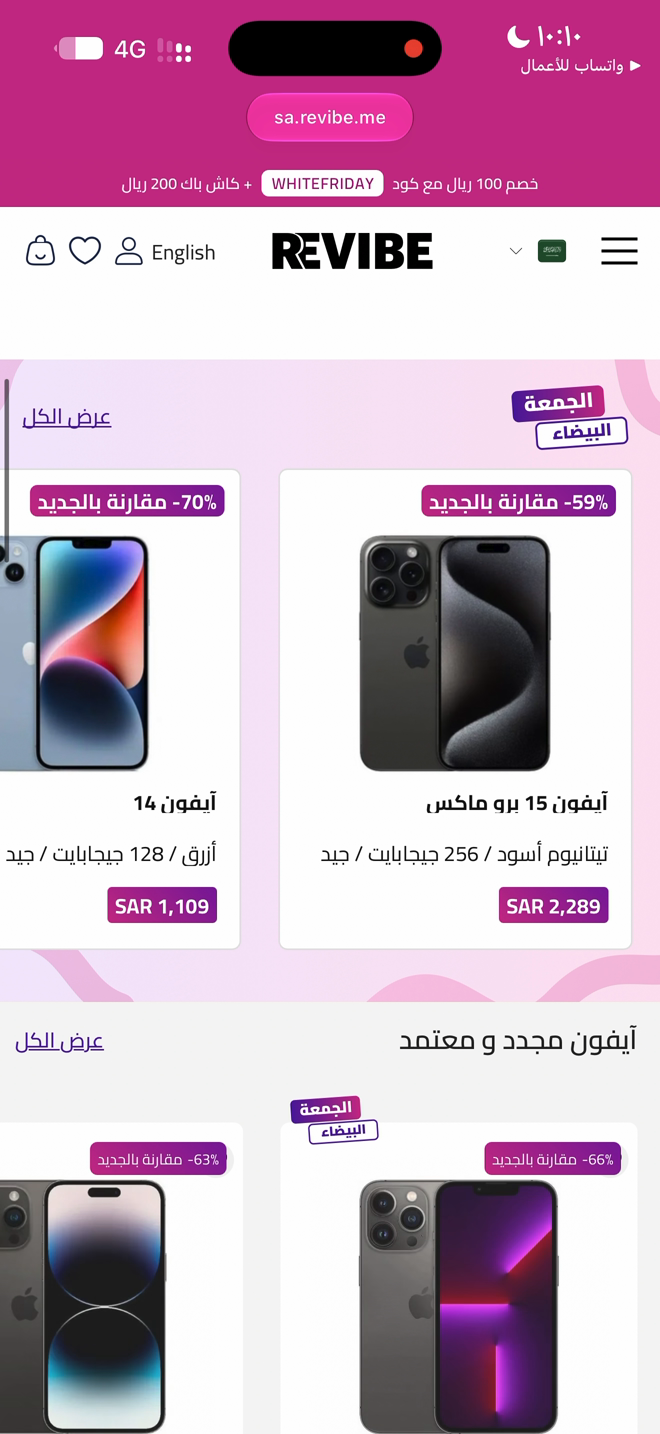 ١٠:١٠
4G
◀ واتساب للأعمال
sa.revibe.me
خصم 100 ريال مع كود WHITEFRIDAY + كاش باك 200 ريال
REVIBE
English
الجمعة
البيضاء
عرض الكل
-59% مقارنة بالجديد
آيفون 15 برو ماكس
تيتانيوم أسود / 256 جيجابايت / جيد
SAR 2,289
-70% مقارنة بالجديد
آيفون 14
أزرق / 128 جيجابايت / جيد
SAR 1,109
آيفون مجدد و معتمد
عرض الكل
الجمعة
البيضاء
-66% مقارنة بالجديد
-63% مقارنة بالجديد